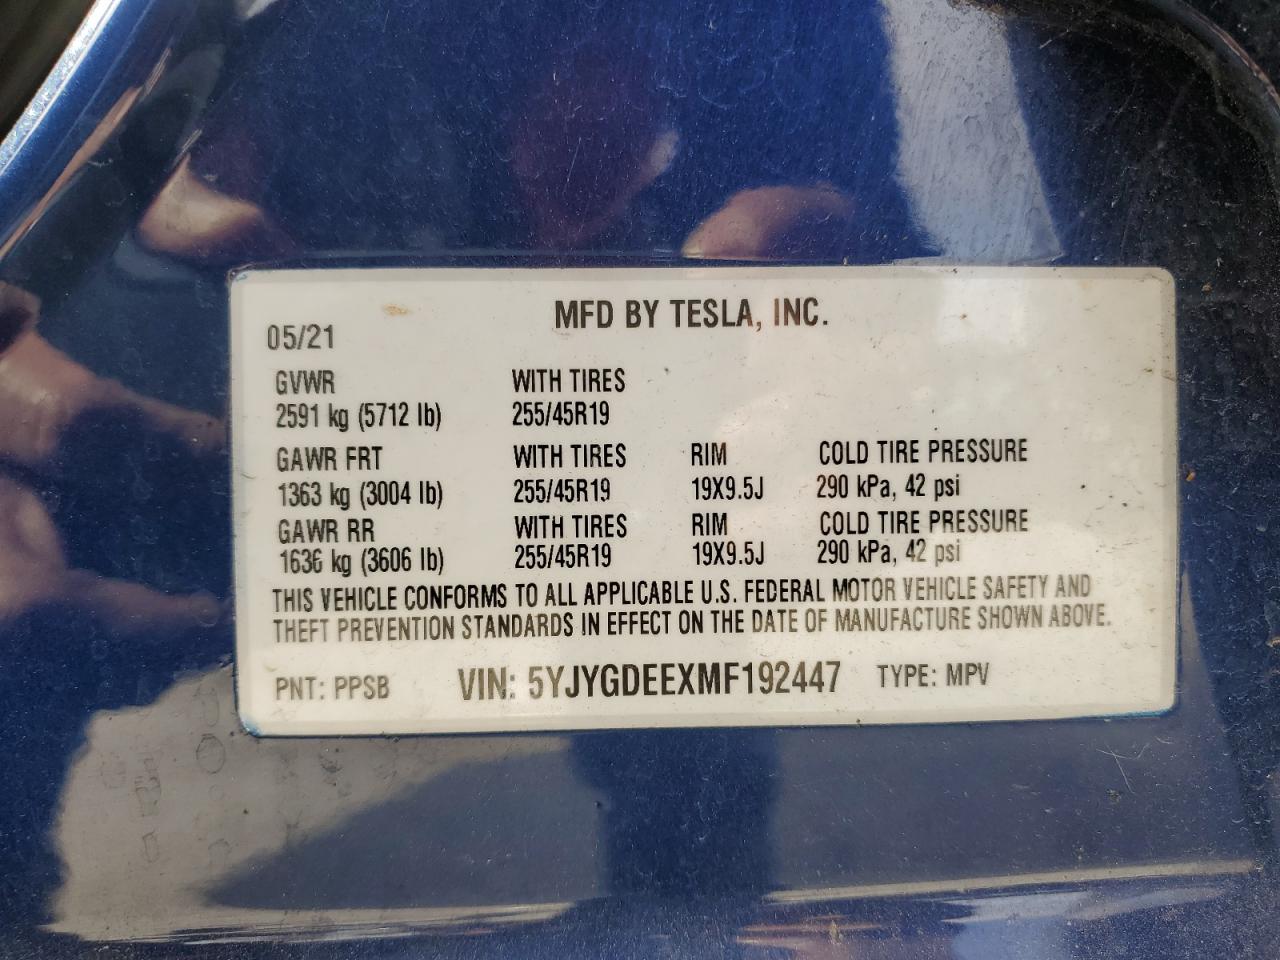 MFD BY TESLA, INC.
05/21
GVWR WITH TIRES
2591 kg (5712 lb) 255/45R19
GAWR FRT WITH TIRES RIM COLD TIRE PRESSURE
1363 kg (3004 lb) 255/45R19 19X9.5J 290 kPa, 42 psi
GAWR RR WITH TIRES RIM COLD TIRE PRESSURE
1636 kg (3606 lb) 255/45R19 19X9.5J 290 kPa, 42 psi
THIS VEHICLE CONFORMS TO ALL APPLICABLE U.S. FEDERAL MOTOR VEHICLE SAFETY AND
THEFT PREVENTION STANDARDS IN EFFECT ON THE DATE OF MANUFACTURE SHOWN ABOVE.
PNT: PPSB VIN: 5YJYGDEEXMF192447 TYPE: MPV